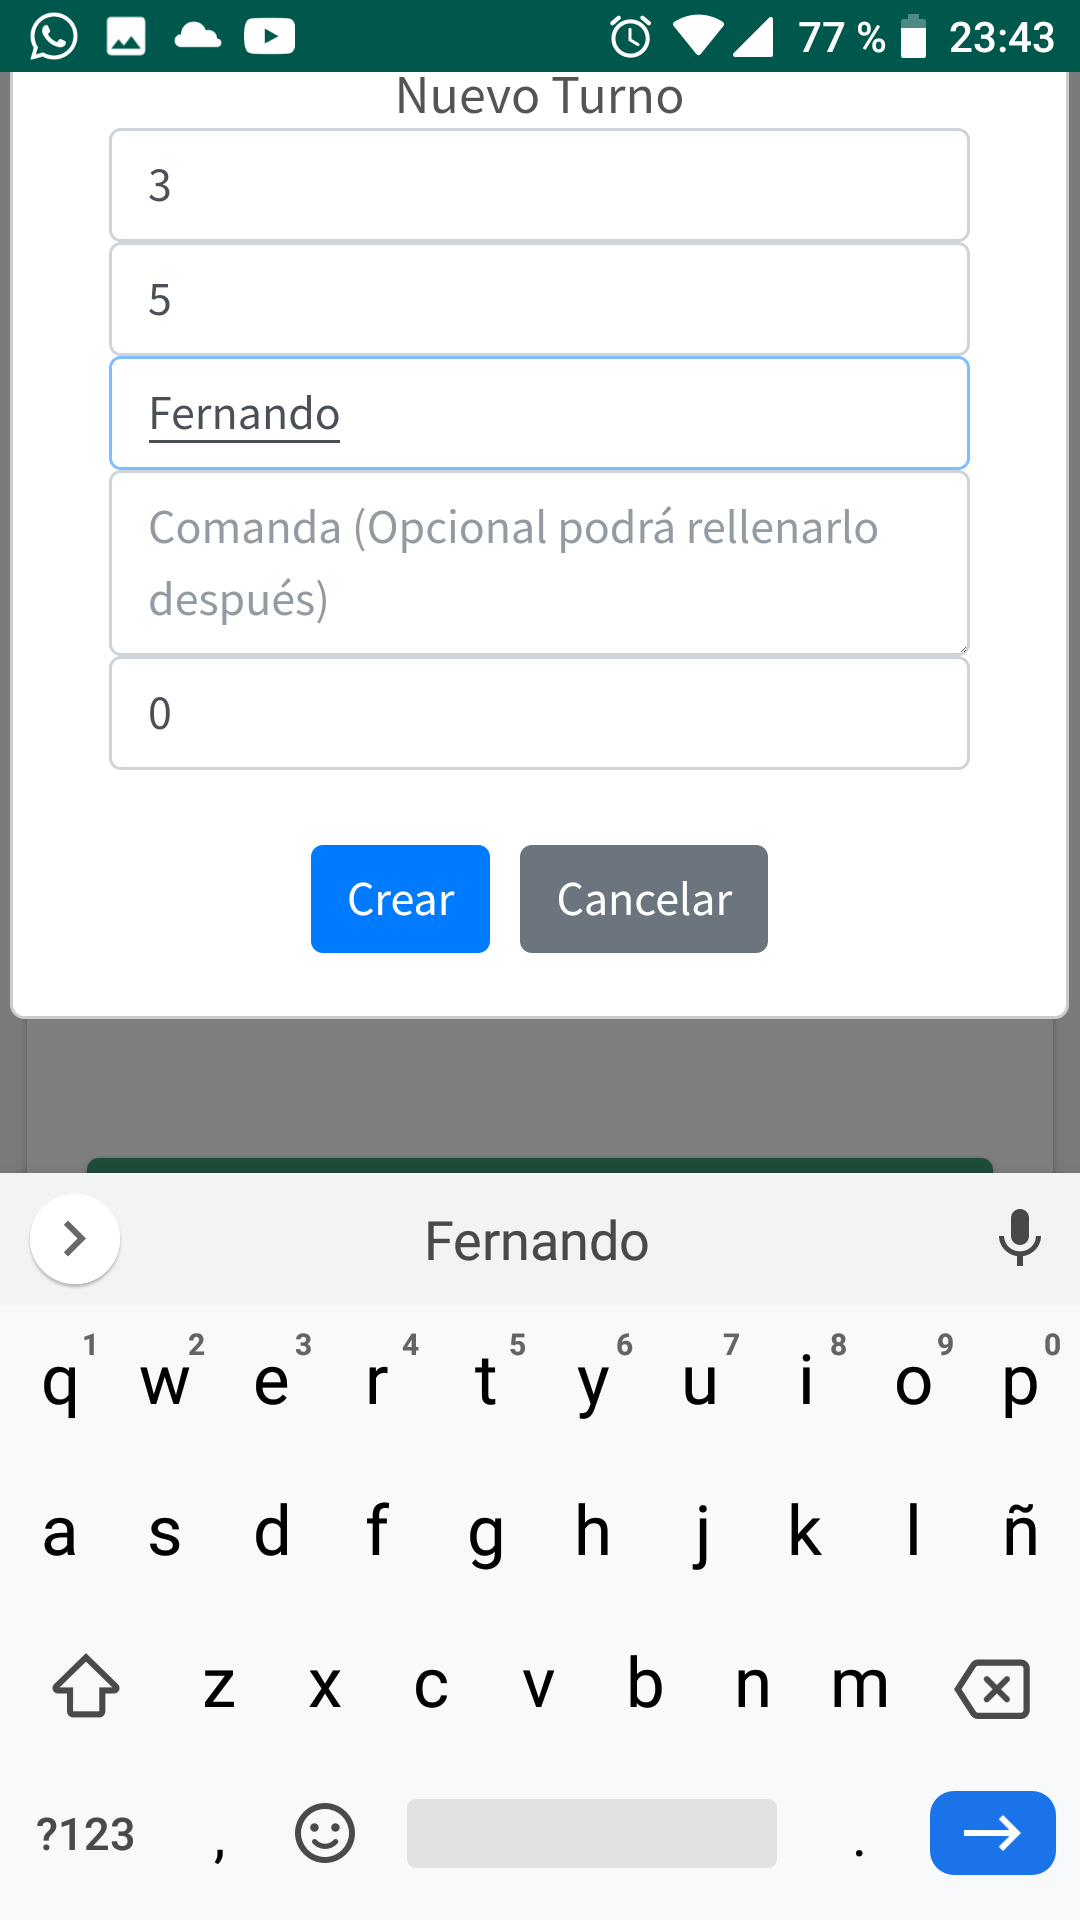 77 % 23:43
Nuevo Turno
3
5
Fernando
Comanda (Opcional podrá rellenarlo
después)
0
Crear Cancelar
Fernando
1 2 3 4 5 6 7 8 9 0
q w e r t y u i o p
a s d f g h j k l ñ
z x c v b n m
?123 , .